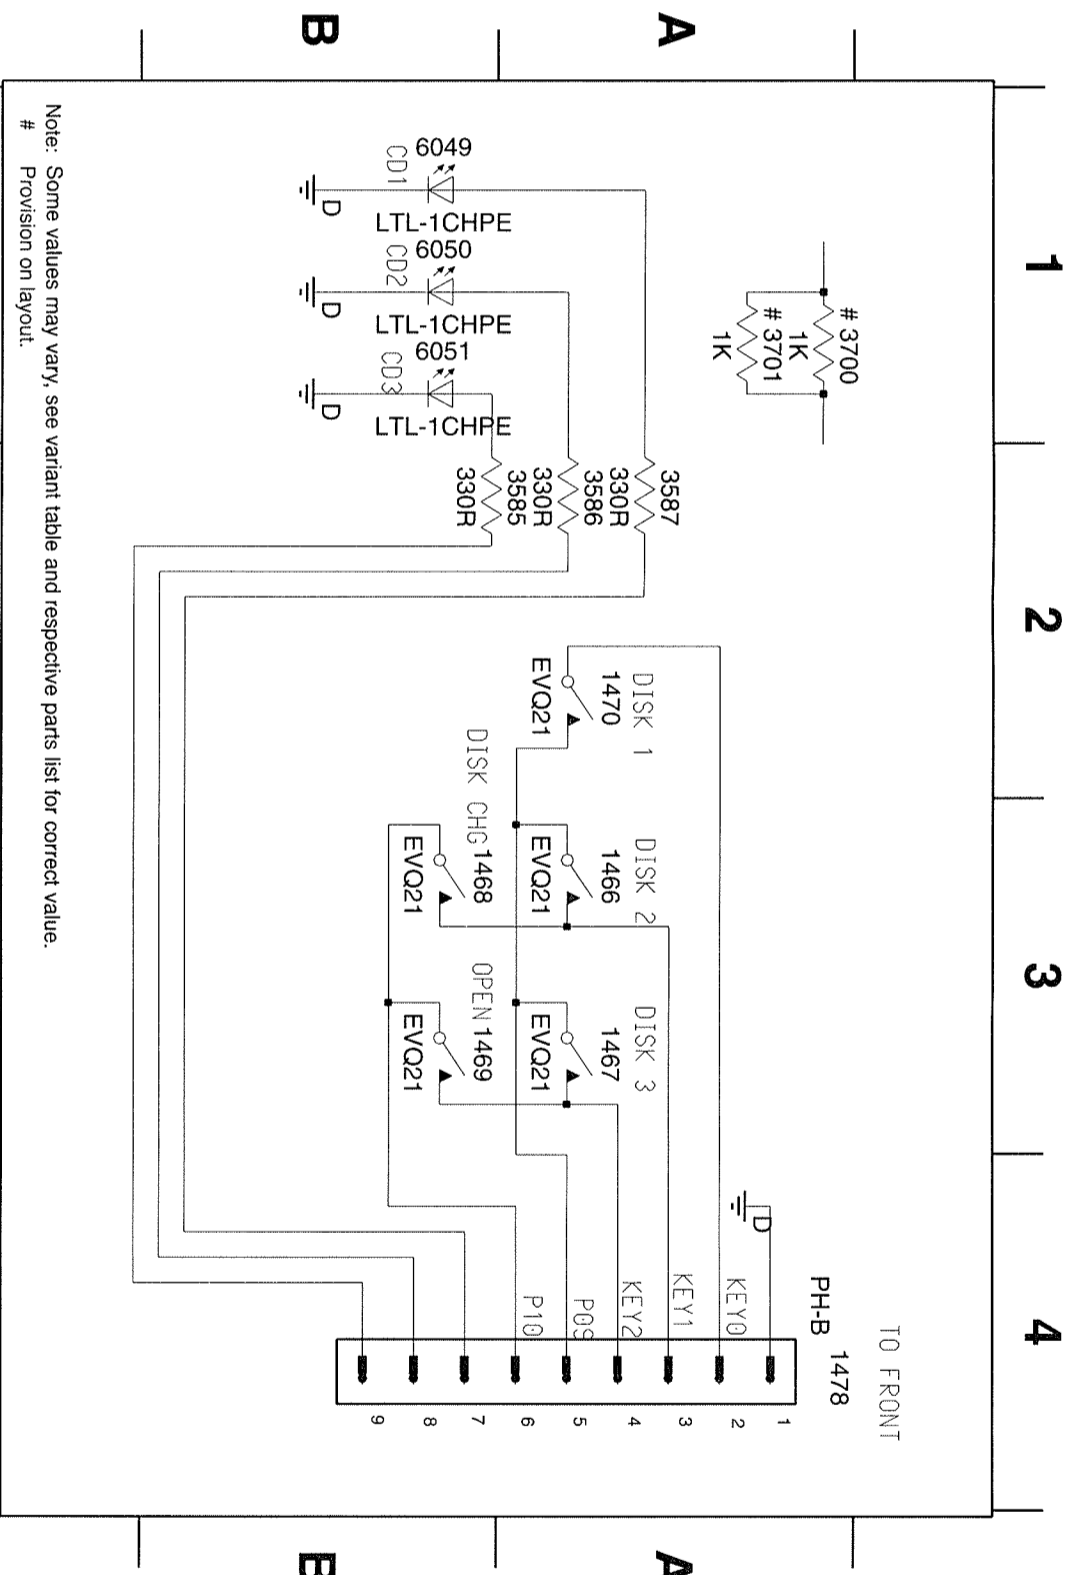 1
2
3
4
A
B
A
B
TO FRONT
1478
PH-B
1
2
3
4
5
6
7
8
9
KEY0
KEY1
KEY2
P09
P10
D
# 3700
1K
# 3701
1K
3587
330R
3586
330R
3585
330R
6049
CD1
LTL-1CHPE
D
6050
CD2
LTL-1CHPE
D
6051
CD3
LTL-1CHPE
D
DISK 1
1470
EVQ21
DISK 2
1466
EVQ21
DISK 3
1467
EVQ21
DISK CHG
1468
EVQ21
OPEN
1469
EVQ21
Note: Some values may vary, see variant table and respective parts list for correct value.
# Provision on layout.